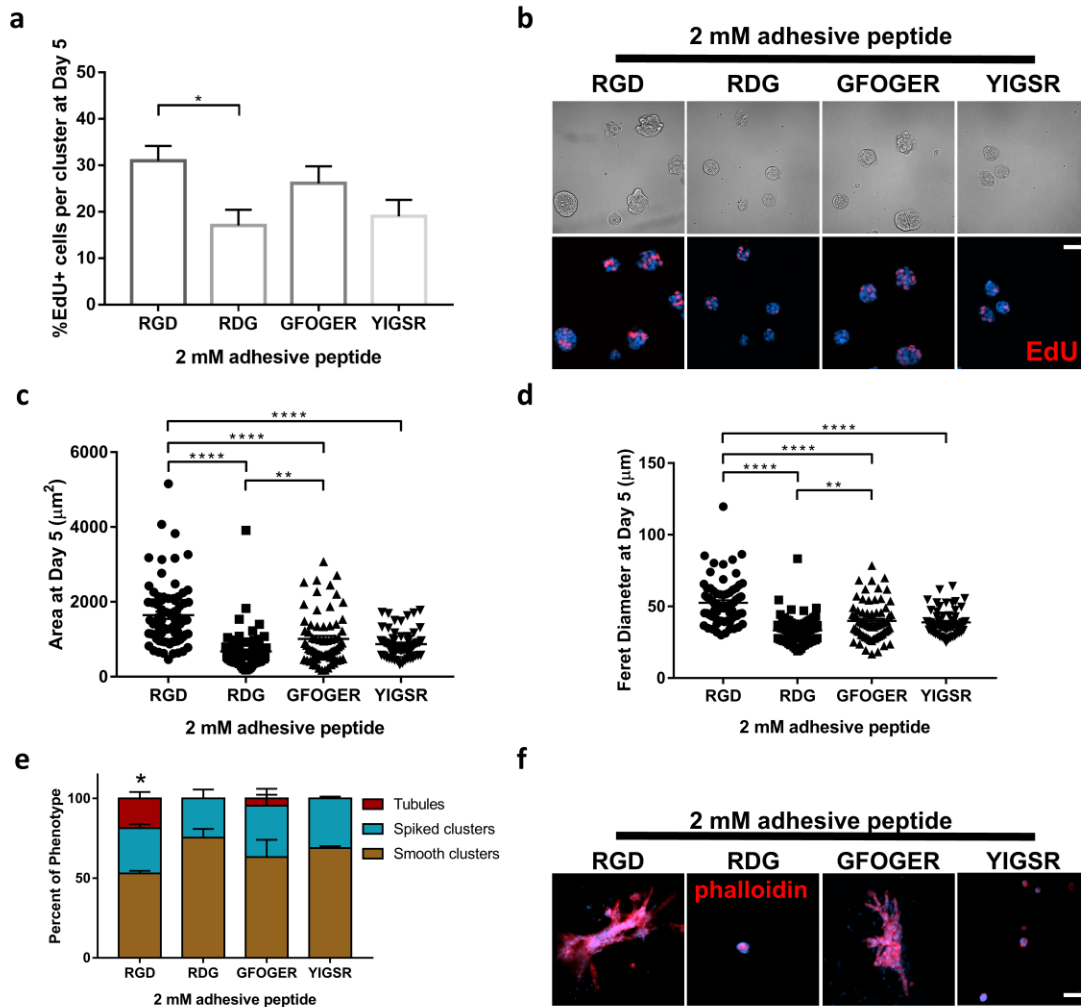 a
%EdU+ cells per cluster at Day 5
50
40
30
20
10
0
*
RGD RDG GFOGER YIGSR
2 mM adhesive peptide
b
2 mM adhesive peptide
RGD RDG GFOGER YIGSR
EdU
c
Area at Day 5 (μm²)
6000
4000
2000
0
****
****
****
**
RGD RDG GFOGER YIGSR
2 mM adhesive peptide
d
Feret Diameter at Day 5 (μm)
150
100
50
0
****
****
****
**
RGD RDG GFOGER YIGSR
2 mM adhesive peptide
e
Percent of Phenotype
100
50
0
*
Tubules
Spiked clusters
Smooth clusters
RGD RDG GFOGER YIGSR
2 mM adhesive peptide
f
2 mM adhesive peptide
RGD RDG GFOGER YIGSR
phalloidin